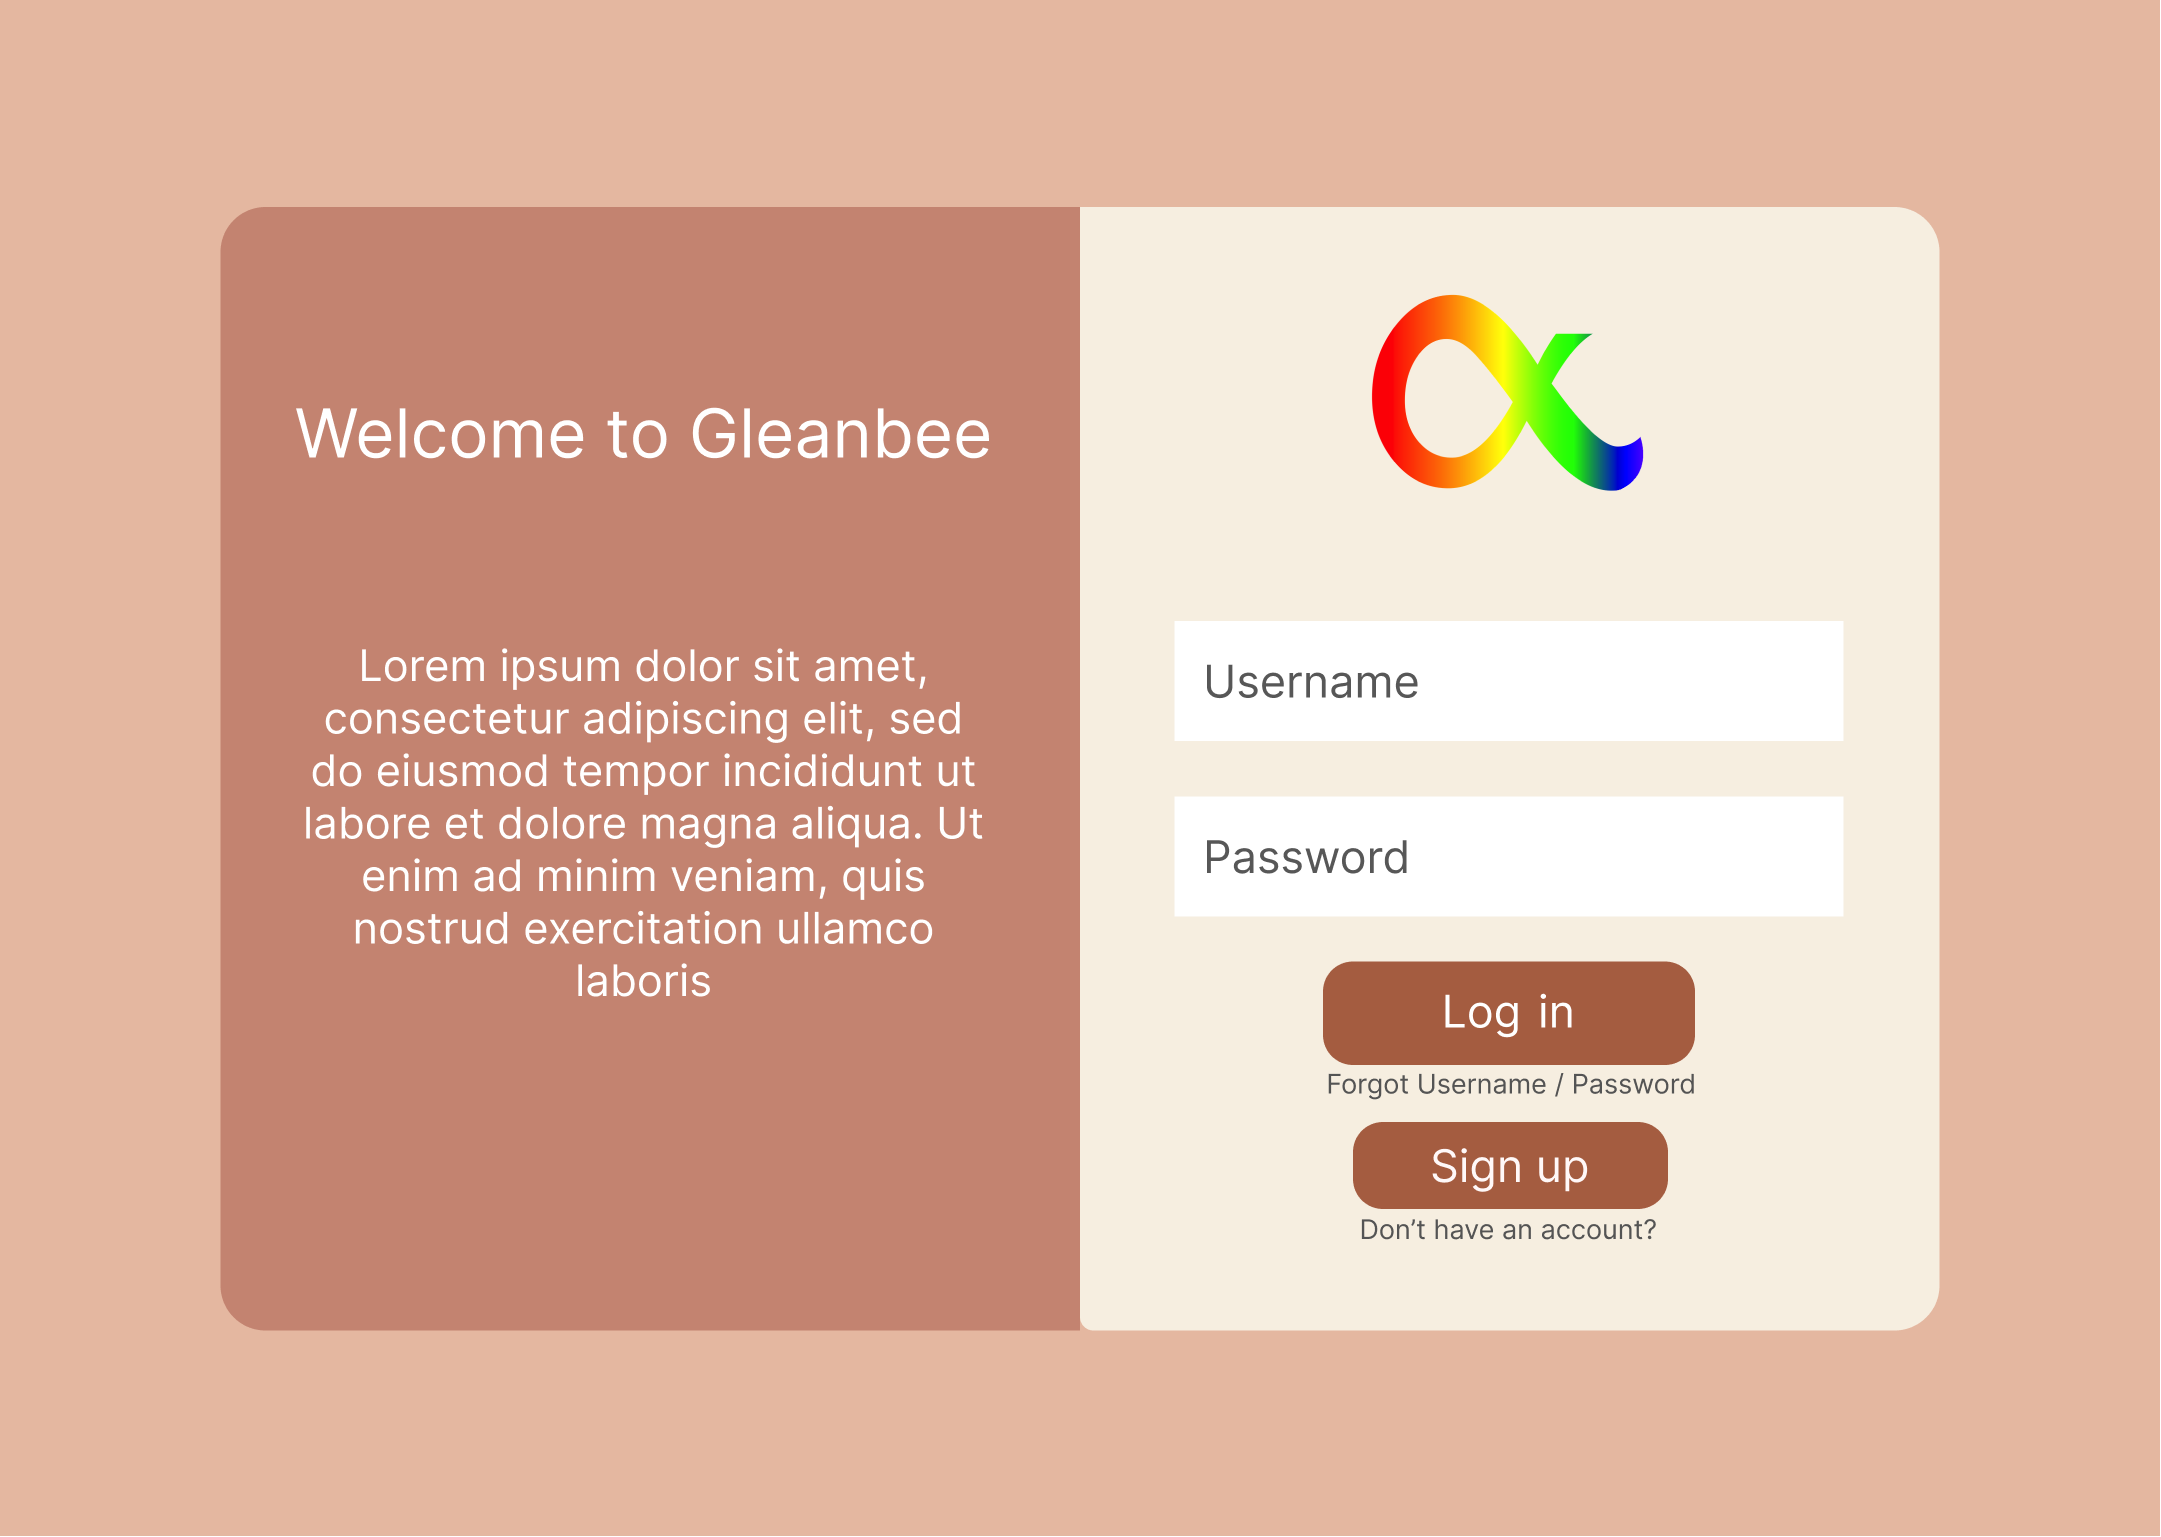 Welcome to Gleanbee
Lorem ipsum dolor sit amet,
consectetur adipiscing elit, sed
do eiusmod tempor incididunt ut
labore et dolore magna aliqua. Ut
enim ad minim veniam, quis
nostrud exercitation ullamco
laboris
Username
Password
Log in
Forgot Username / Password
Sign up
Don’t have an account?